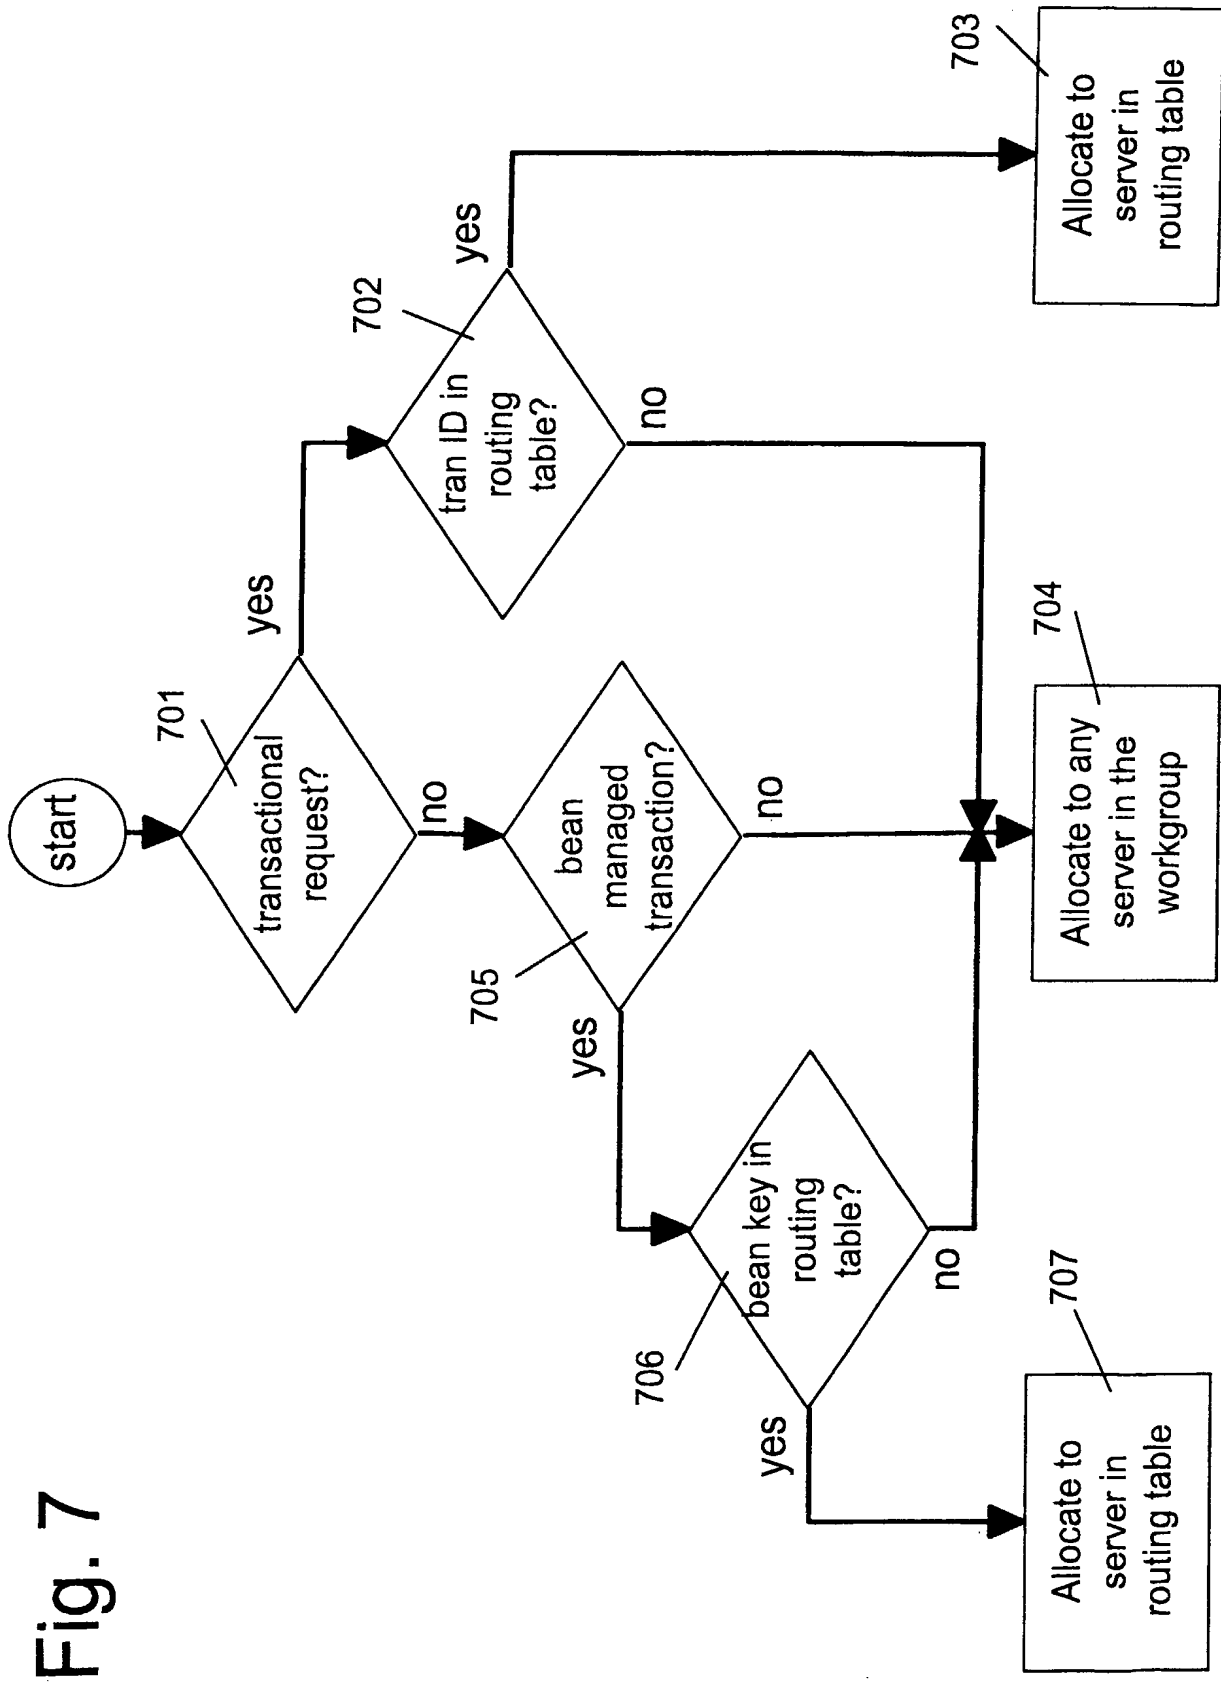 Fig. 7
start
701
transactional
request?
yes
no
702
tran ID in
routing
table?
yes
no
703
Allocate to
server in
routing table
705
bean
managed
transaction?
yes
no
704
Allocate to any
server in the
workgroup
706
bean key in
routing
table?
yes
no
707
Allocate to
server in
routing table